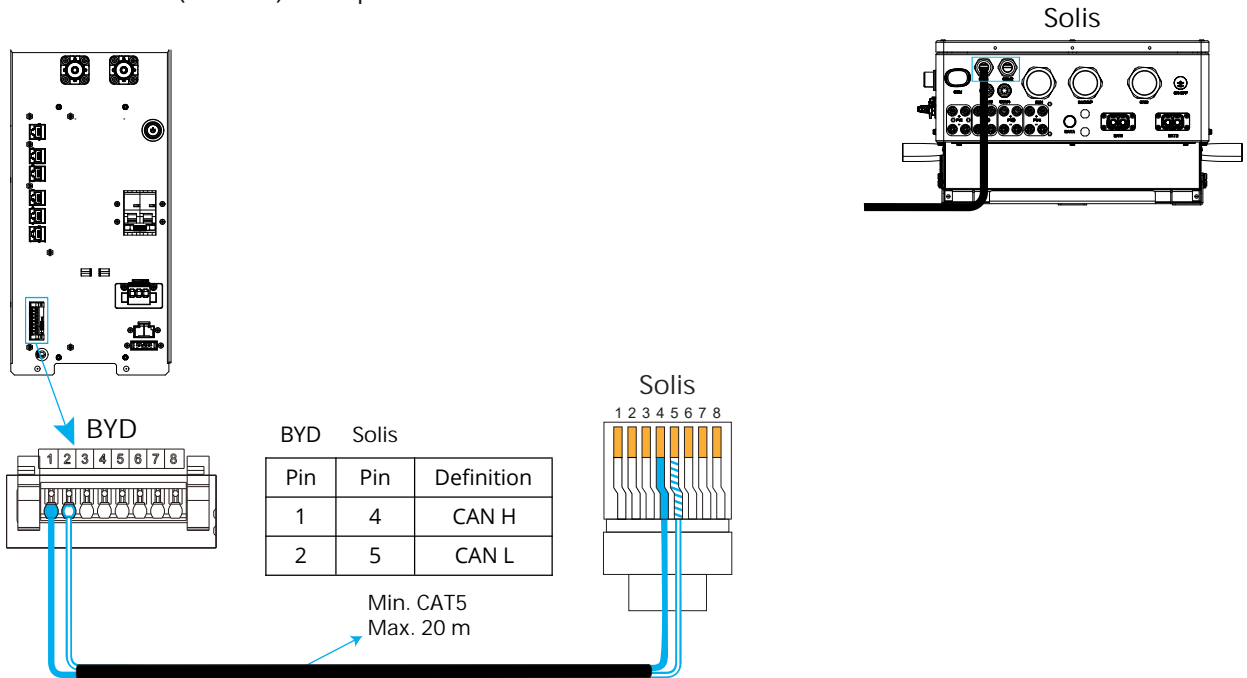 Solis
BYD
1 2 3 4 5 6 7 8
BYD Solis
Pin Pin Definition
1 4 CAN H
2 5 CAN L
Min. CAT5
Max. 20 m
Solis
1 2 3 4 5 6 7 8